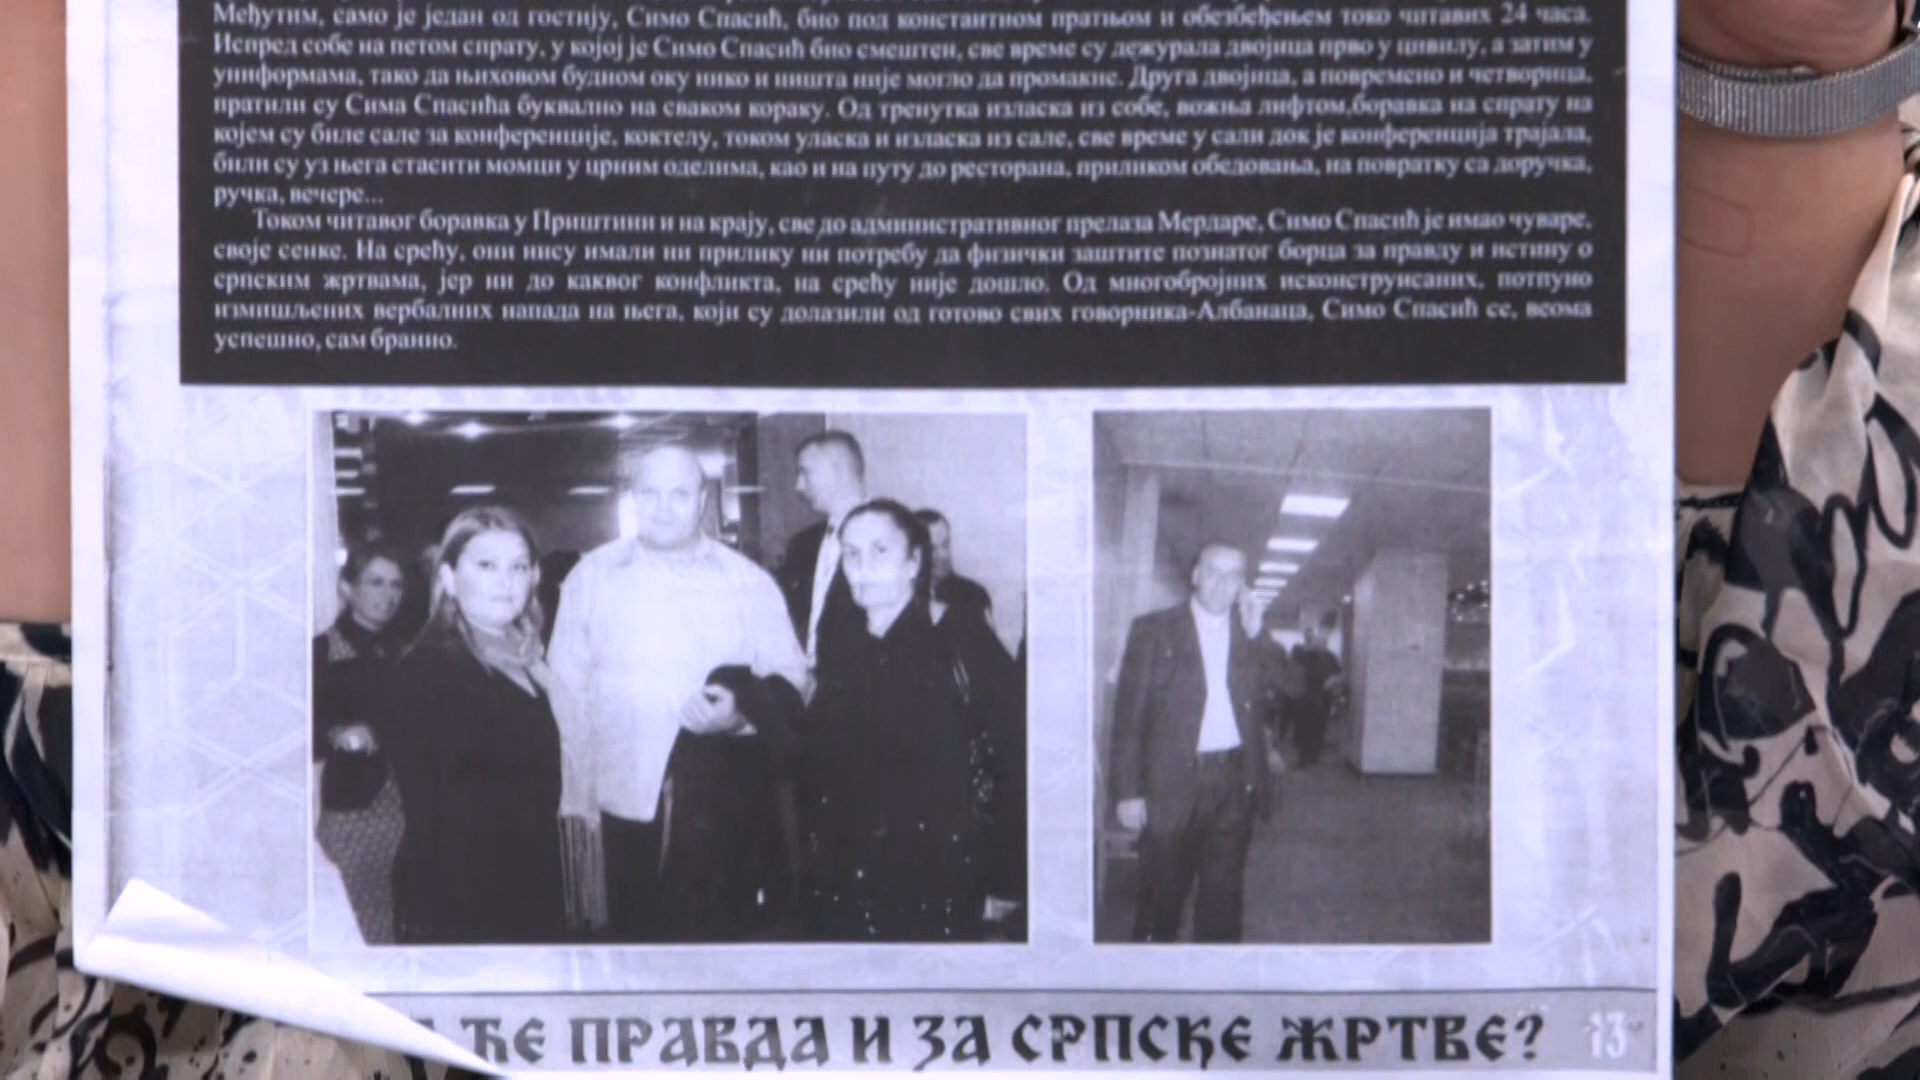 Међутим, само је један од гостију, Симо Спасић, био под константном пратњом и обезбеђењем током читавих 24 часа.
Испред собе на петом спрату, у којој је Симо Спасић био смештен, све време су дежурала двојица прво у цивилу, а затим у
униформама, тако да њиховом будном оку нико и ништа није могло да промакне. Друга двојица, а повремено и четворица,
пратили су Сима Спасића буквално на сваком кораку. Од тренутка изласка из собе, вожња лифтом,боравка на спрату на
којем су биле сале за конференције, коктелу, током уласка и изласка из сале, све време у сали док је конференција трајала,
били су уз њега стасити момци у црним оделима, као и на путу до ресторана, приликом обедовања, на повратку са доручка,
ручка, вечере...
Током читавог боравка у Приштини и на крају, све до административног прелаза Мердаре, Симо Спасић је имао чуваре,
своје сенке. На срећу, они нису имали ни прилику ни потребу да физички заштите познатог борца за правду и истину о
српским жртвама, јер ни до каквог конфликта, на срећу није дошло. Од многобројних исконструисаних, потпуно
измишљених вербалних напада на њега, који су долазили од готово свих говорника-Албанаца, Симо Спасић се, веома
успешно, сам бранио.
ЋЕ ПРАВДА И ЗА СРПСКЕ ЖРТВЕ? 13